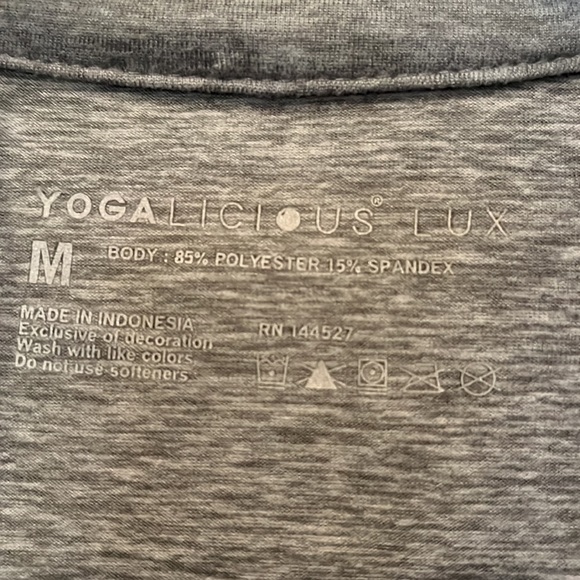 YOGALICIOUS® LUX
M
BODY : 85% POLYESTER 15% SPANDEX
MADE IN INDONESIA
Exclusive of decoration
Wash with like colors
Do not use softeners
RN 144527